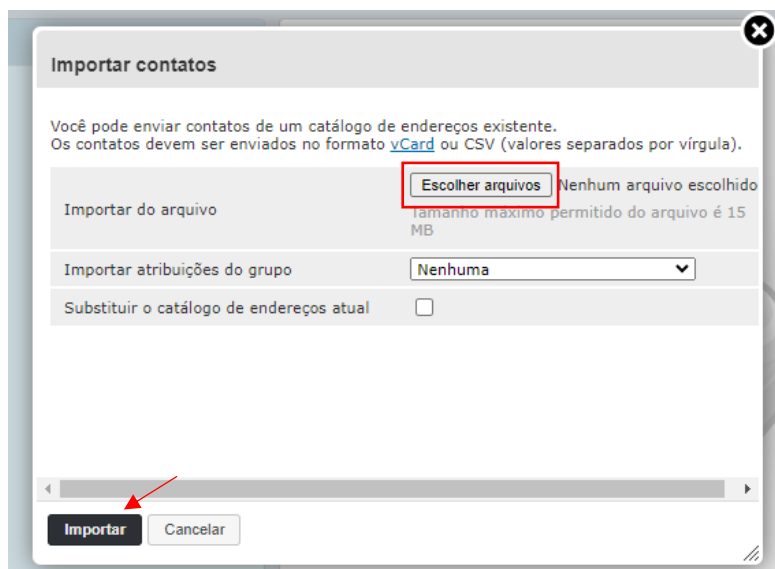 Importar contatos
Você pode enviar contatos de um catálogo de endereços existente.
Os contatos devem ser enviados no formato vCard ou CSV (valores separados por vírgula).
Importar do arquivo
Escolher arquivos Nenhum arquivo escolhido
Tamanho máximo permitido do arquivo é 15
MB
Importar atribuições do grupo
Nenhuma
Substituir o catálogo de endereços atual
Importar
Cancelar